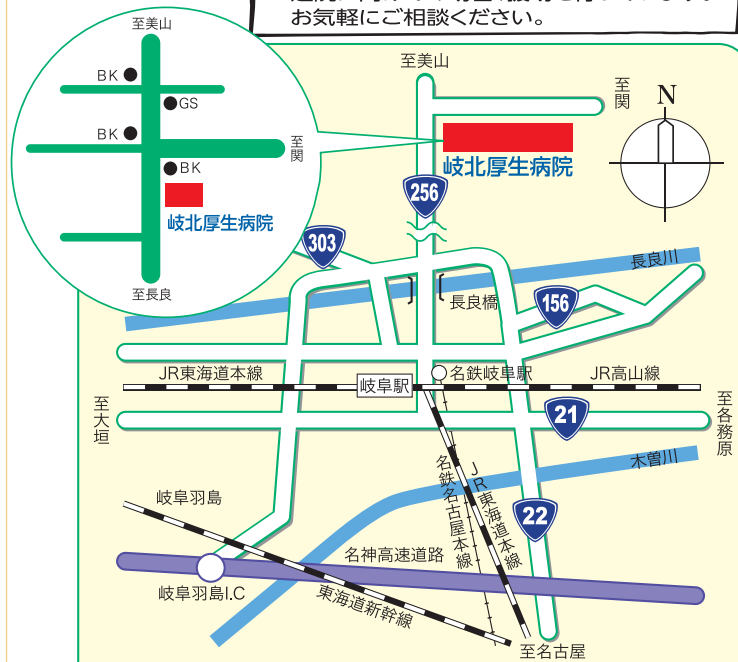 お気軽にご相談ください。
至美山
BK
GS
BK
至関
BK
岐北厚生病院
至長良
至美山
至関
N
岐北厚生病院
256
303
長良川
長良橋
156
JR東海道本線
岐阜駅
名鉄岐阜駅
JR高山線
至大垣
至各務原
21
木曽川
名鉄名古屋本線
JR東海道本線
22
岐阜羽島
名神高速道路
岐阜羽島I.C
東海道新幹線
至名古屋